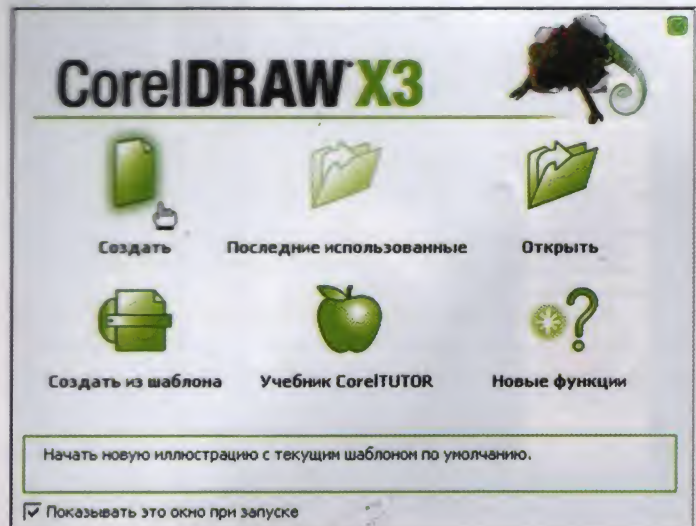 CorelDRAW X3
Создать Последние использованные Открыть
Создать из шаблона Учебник CorelTUTOR Новые функции
Начать новую иллюстрацию с текущим шаблоном по умолчанию.
Показывать это окно при запуске